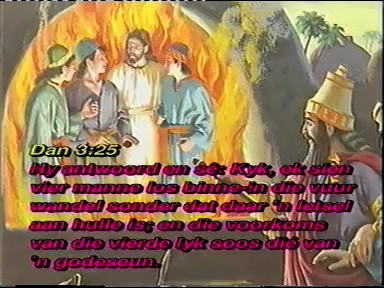 Dan 3:25
Hy antwoord en sê: Kyk, ek sien
vier manne los binne-in die vuur
wandel sonder dat daar 'n letsel
aan hulle is; en die voorkoms
van die vierde lyk soos dié van
'n godeseun.